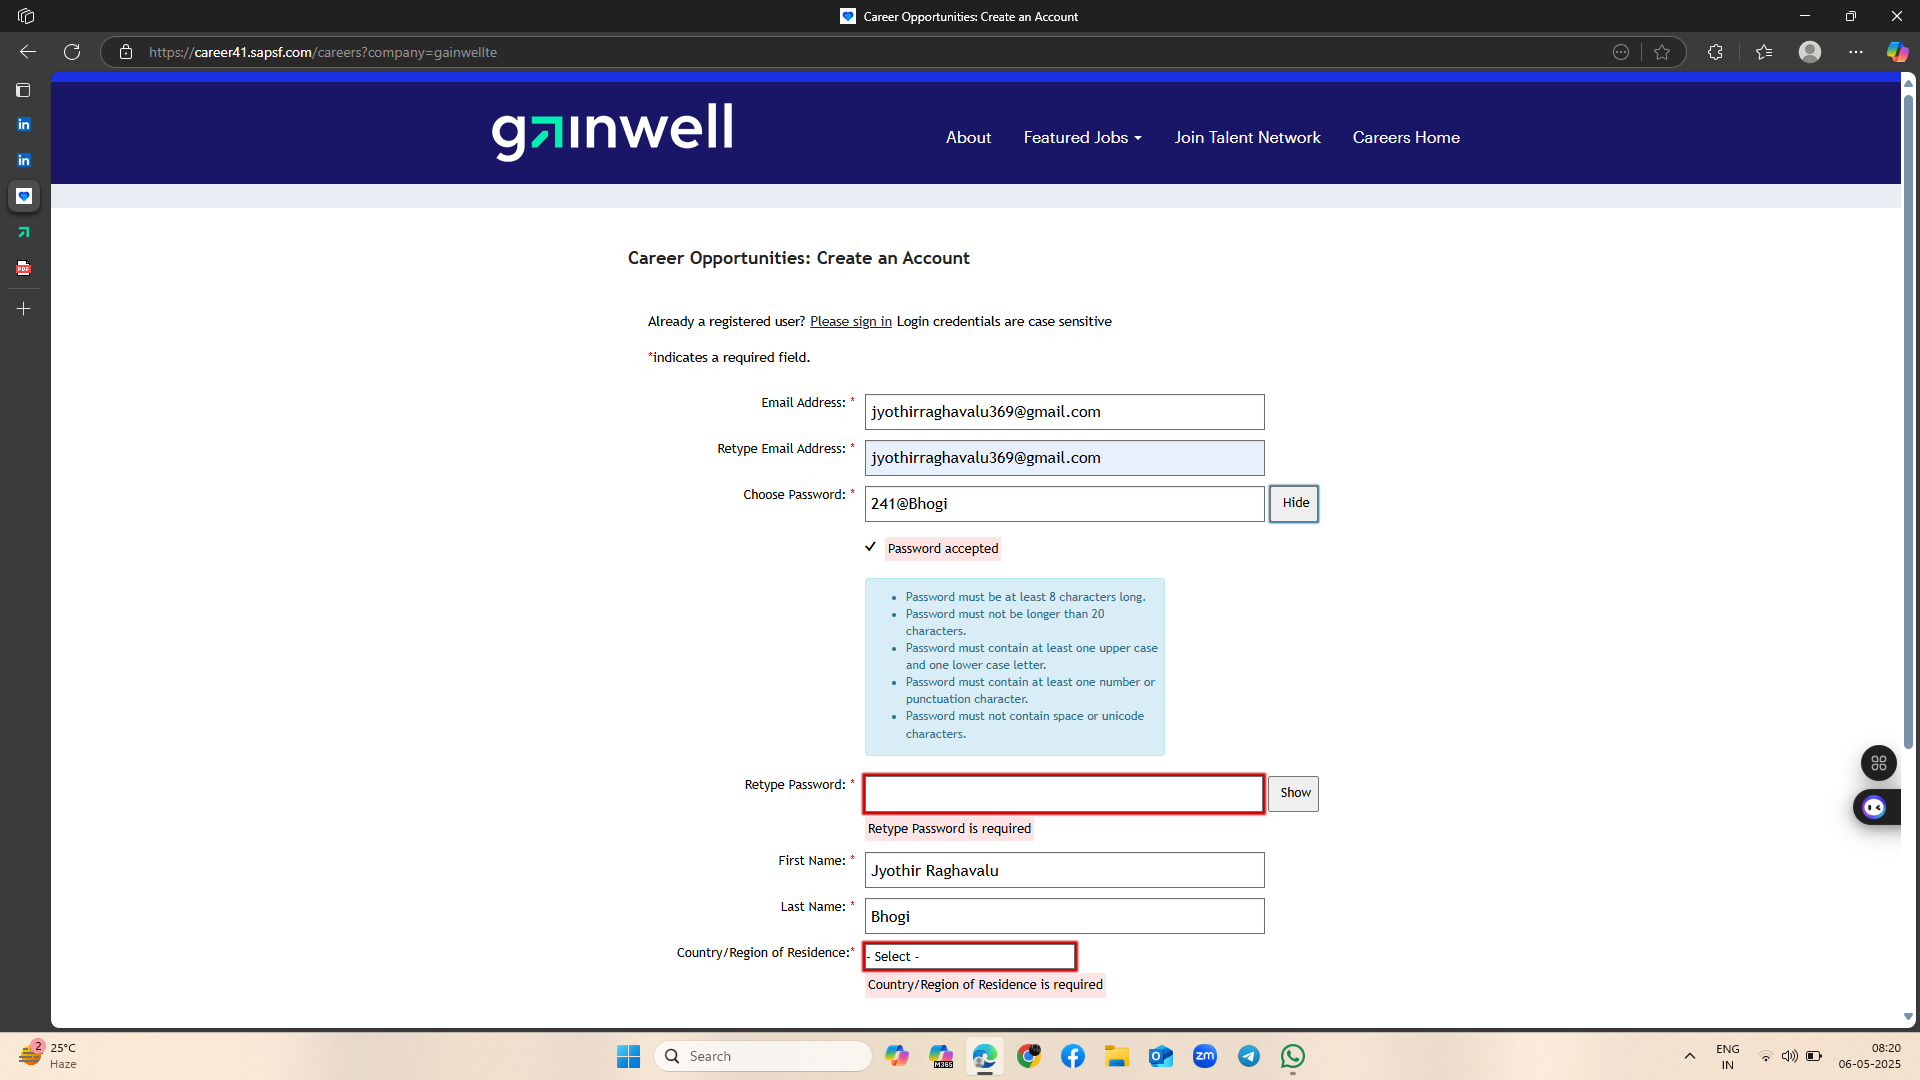 Career Opportunities: Create an Account
https://career41.sapsf.com/careers?company=gainwellte
gainwell
About Featured Jobs Join Talent Network Careers Home
Career Opportunities: Create an Account
Already a registered user? Please sign in Login credentials are case sensitive
*indicates a required field.
Email Address: * jyothirraghavalu369@gmail.com
Retype Email Address: * jyothirraghavalu369@gmail.com
Choose Password: * 241@Bhogi Hide
Password accepted
• Password must be at least 8 characters long.
• Password must not be longer than 20
characters.
• Password must contain at least one upper case
and one lower case letter.
• Password must contain at least one number or
punctuation character.
• Password must not contain space or unicode
characters.
Retype Password: * Show
Retype Password is required
First Name: * Jyothir Raghavalu
Last Name: * Bhogi
Country/Region of Residence:* - Select -
Country/Region of Residence is required
2 25°C
Haze
Search
M365
zm
ENG
IN
08:20
06-05-2025
in
in
PDF